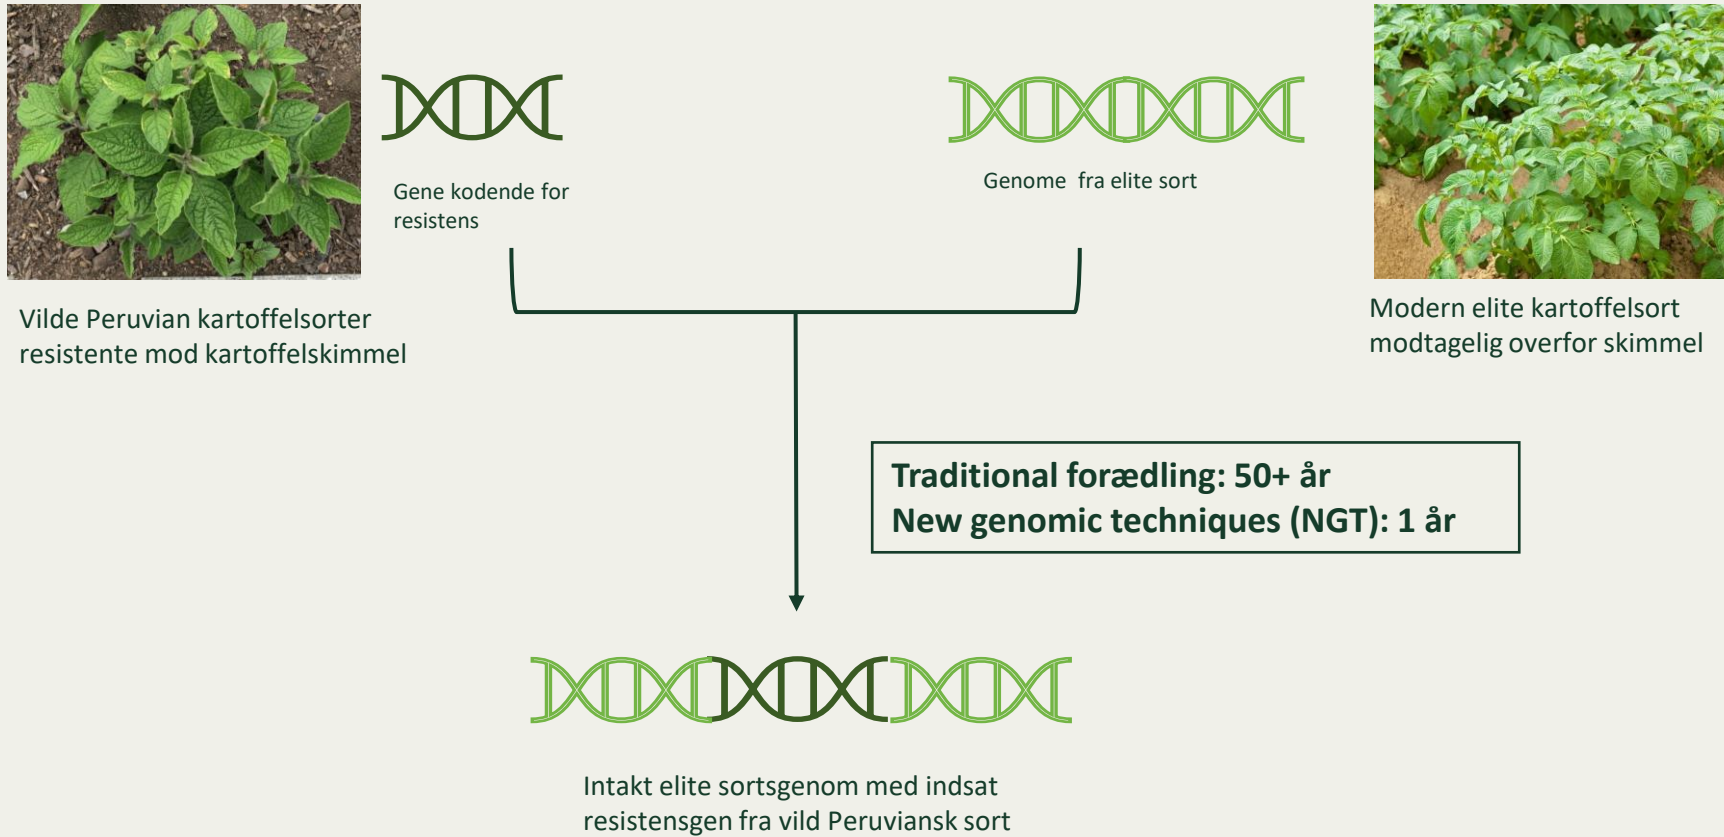 Gene kodende for
resistens
Genome  fra elite sort
Vilde Peruvian kartoffelsorter
resistente mod kartoffelskimmel
Modern elite kartoffelsort
modtagelig overfor skimmel
Traditional forædling: 50+ år
New genomic techniques (NGT): 1 år
Intakt elite sortsgenom med indsat
resistensgen fra vild Peruviansk sort